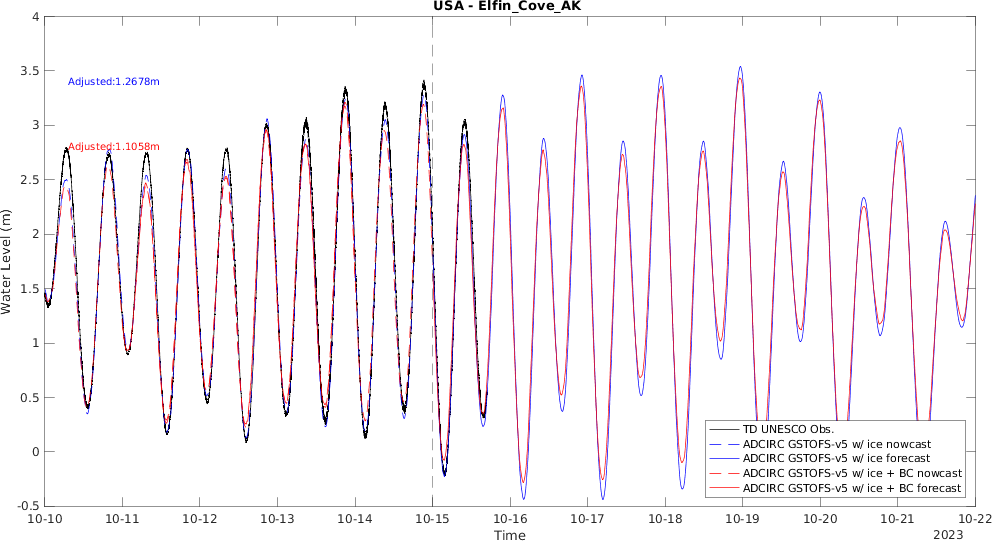 USA - Elfin_Cove_AK
4
3.5
3
2.5
2
1.5
1
0.5
0
-0.5
Water Level (m)
Adjusted:1.2678m
Adjusted:1.1058m
TD UNESCO Obs.
ADCIRC GSTOFS-v5 w/ ice nowcast
ADCIRC GSTOFS-v5 w/ ice forecast
ADCIRC GSTOFS-v5 w/ ice + BC nowcast
ADCIRC GSTOFS-v5 w/ ice + BC forecast
10-10 10-11 10-12 10-13 10-14 10-15 10-16 10-17 10-18 10-19 10-20 10-21 10-22
Time
2023